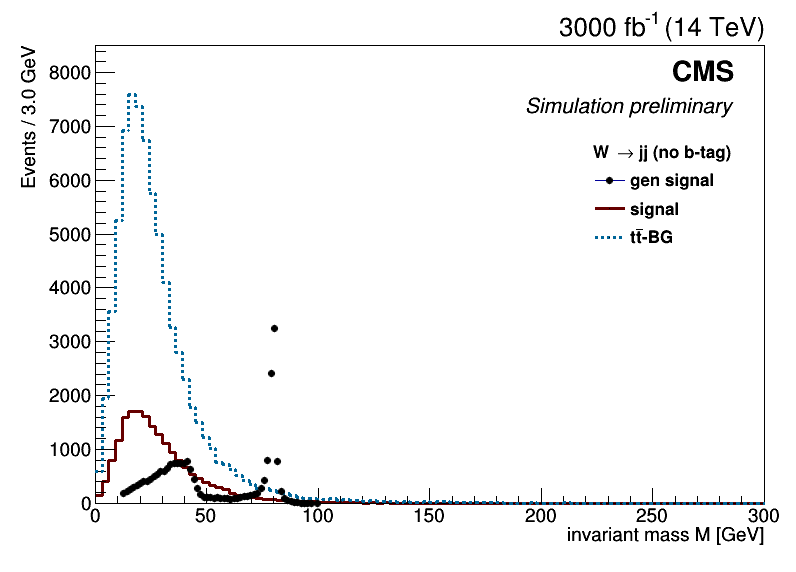 3000 fb⁻¹ (14 TeV)
Events / 3.0 GeV
CMS
Simulation preliminary
W → jj (no b-tag)
gen signal
signal
tt̄-BG
8000
7000
6000
5000
4000
3000
2000
1000
0
0 50 100 150 200 250 300
invariant mass M [GeV]